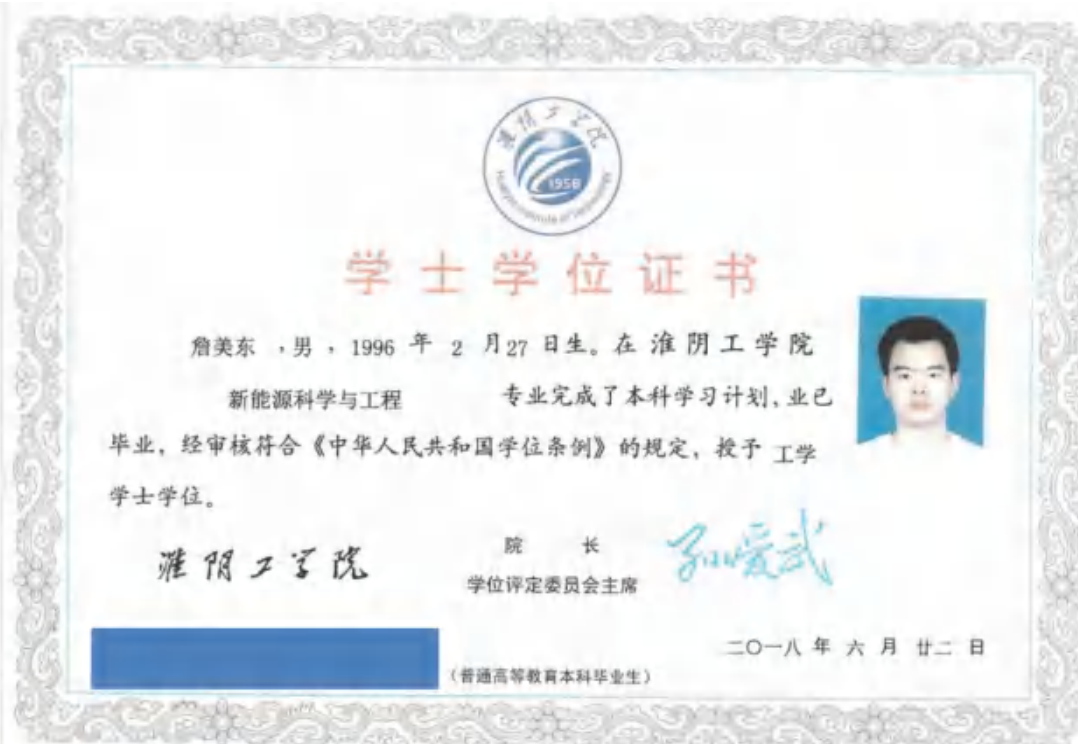 淮阴工学院
1958
学士学位证书
詹美东 ，男 ，1996 年 2 月27 日生。在 淮阴工学院
新能源科学与工程 专业完成了本科学习计划，业已
毕业，经审核符合《中华人民共和国学位条例》的规定，授予 工学
学士学位。
淮阴工学院
院 长
学位评定委员会主席
孙爱武
二〇一八 年 六 月 廿二 日
（普通高等教育本科毕业生）